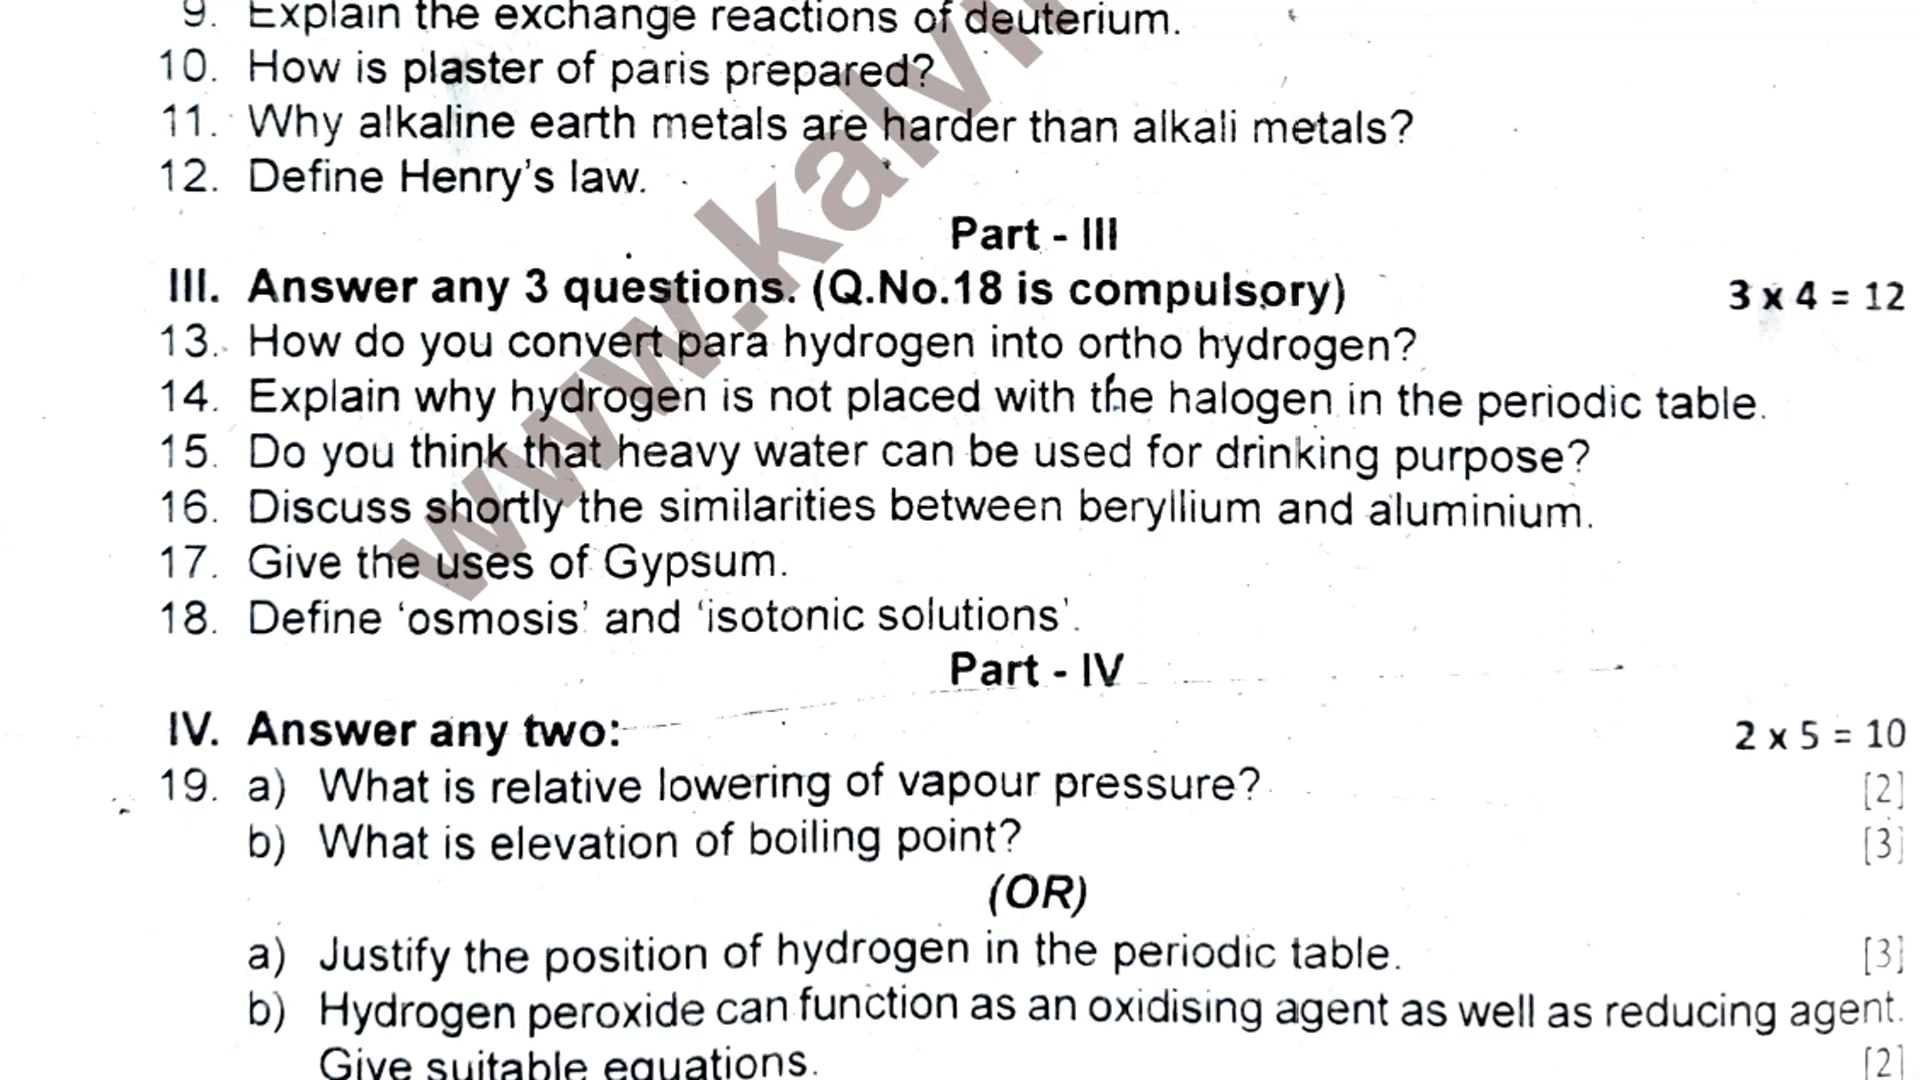 9. Explain the exchange reactions of deuterium.
10. How is plaster of paris prepared?
11. Why alkaline earth metals are harder than alkali metals?
12. Define Henry's law.
Part - III
III. Answer any 3 questions. (Q.No.18 is compulsory) 3 x 4 = 12
13. How do you convert para hydrogen into ortho hydrogen?
14. Explain why hydrogen is not placed with the halogen in the periodic table.
15. Do you think that heavy water can be used for drinking purpose?
16. Discuss shortly the similarities between beryllium and aluminium.
17. Give the uses of Gypsum.
18. Define 'osmosis' and 'isotonic solutions'.
Part - IV
IV. Answer any two: 2 x 5 = 10
19. a) What is relative lowering of vapour pressure? [2]
b) What is elevation of boiling point? [3]
(OR)
a) Justify the position of hydrogen in the periodic table. [3]
b) Hydrogen peroxide can function as an oxidising agent as well as reducing agent.
Give suitable equations. [2]
www.kalvi